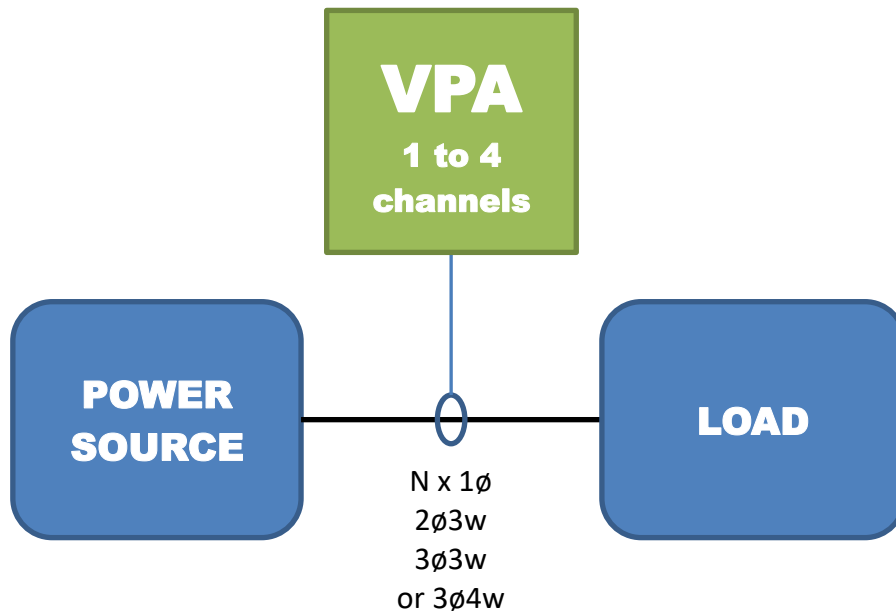 VPA
1 to 4
channels
POWER
SOURCE
LOAD
N x 1ø
2ø3w
3ø3w
or 3ø4w